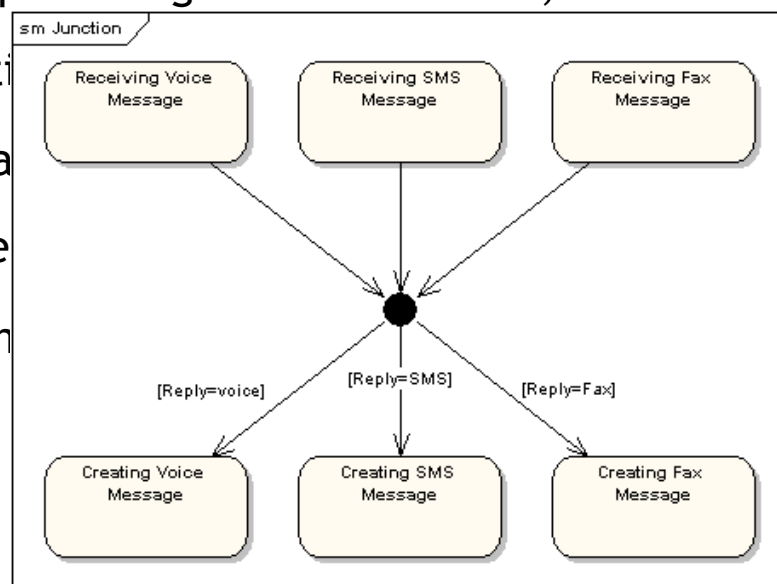 sm Junction
Receiving Voice
Message
Receiving SMS
Message
Receiving Fax
Message
[Reply=voice]
[Reply=SMS]
[Reply=Fax]
Creating Voice
Message
Creating SMS
Message
Creating Fax
Message